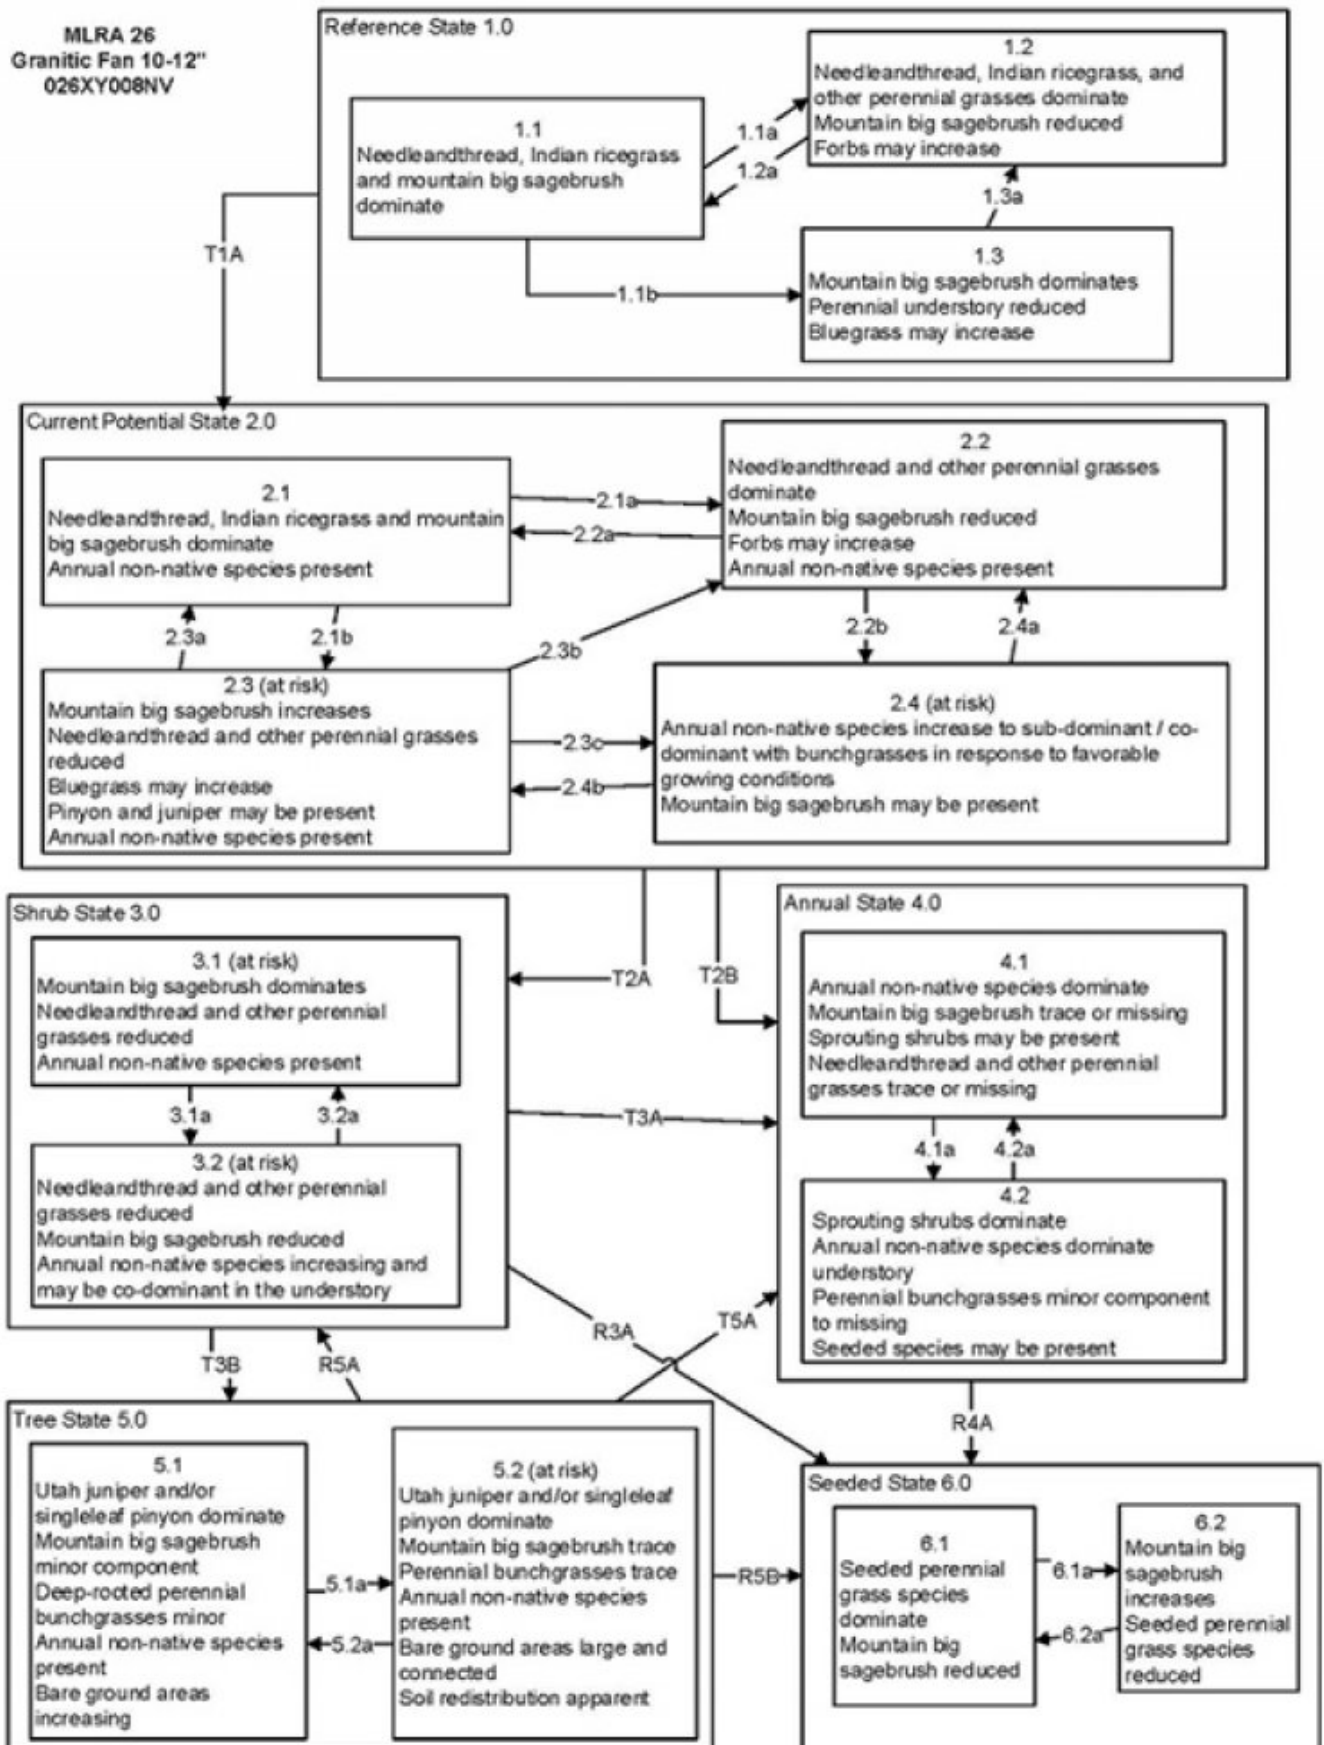 MLRA 26
Granitic Fan 10-12"
026XY008NV
Reference State 1.0
1.1
Needleandthread, Indian ricegrass
and mountain big sagebrush
dominate
1.1a
1.2a
1.2
Needleandthread, Indian ricegrass, and
other perennial grasses dominate
Mountain big sagebrush reduced
Forbs may increase
1.3a
1.1b
1.3
Mountain big sagebrush dominates
Perennial understory reduced
Bluegrass may increase
T1A
Current Potential State 2.0
2.1
Needleandthread, Indian ricegrass and mountain
big sagebrush dominate
Annual non-native species present
2.1a
2.2a
2.2
Needleandthread and other perennial grasses
dominate
Mountain big sagebrush reduced
Forbs may increase
Annual non-native species present
2.3a
2.1b
2.3b
2.2b
2.4a
2.3 (at risk)
Mountain big sagebrush increases
Needleandthread and other perennial grasses
reduced
Bluegrass may increase
Pinyon and juniper may be present
Annual non-native species present
2.3c
2.4b
2.4 (at risk)
Annual non-native species increase to sub-dominant / co-
dominant with bunchgrasses in response to favorable
growing conditions
Mountain big sagebrush may be present
T2A
T2B
Shrub State 3.0
3.1 (at risk)
Mountain big sagebrush dominates
Needleandthread and other perennial
grasses reduced
Annual non-native species present
3.1a
3.2a
3.2 (at risk)
Needleandthread and other perennial
grasses reduced
Mountain big sagebrush reduced
Annual non-native species increasing and
may be co-dominant in the understory
T3A
Annual State 4.0
4.1
Annual non-native species dominate
Mountain big sagebrush trace or missing
Sprouting shrubs may be present
Needleandthread and other perennial
grasses trace or missing
4.1a
4.2a
4.2
Sprouting shrubs dominate
Annual non-native species dominate
understory
Perennial bunchgrasses minor component
to missing
Seeded species may be present
T3B
R5A
R3A
T5A
R4A
Tree State 5.0
5.1
Utah juniper and/or
singleleaf pinyon dominate
Mountain big sagebrush
minor component
Deep-rooted perennial
bunchgrasses minor
Annual non-native species
present
Bare ground areas
increasing
5.1a
5.2a
5.2 (at risk)
Utah juniper and/or singleleaf
pinyon dominate
Mountain big sagebrush trace
Perennial bunchgrasses trace
Annual non-native species
present
Bare ground areas large and
connected
Soil redistribution apparent
R5B
Seeded State 6.0
6.1
Seeded perennial
grass species
dominate
Mountain big
sagebrush reduced
6.1a
6.2a
6.2
Mountain big
sagebrush
increases
Seeded perennial
grass species
reduced